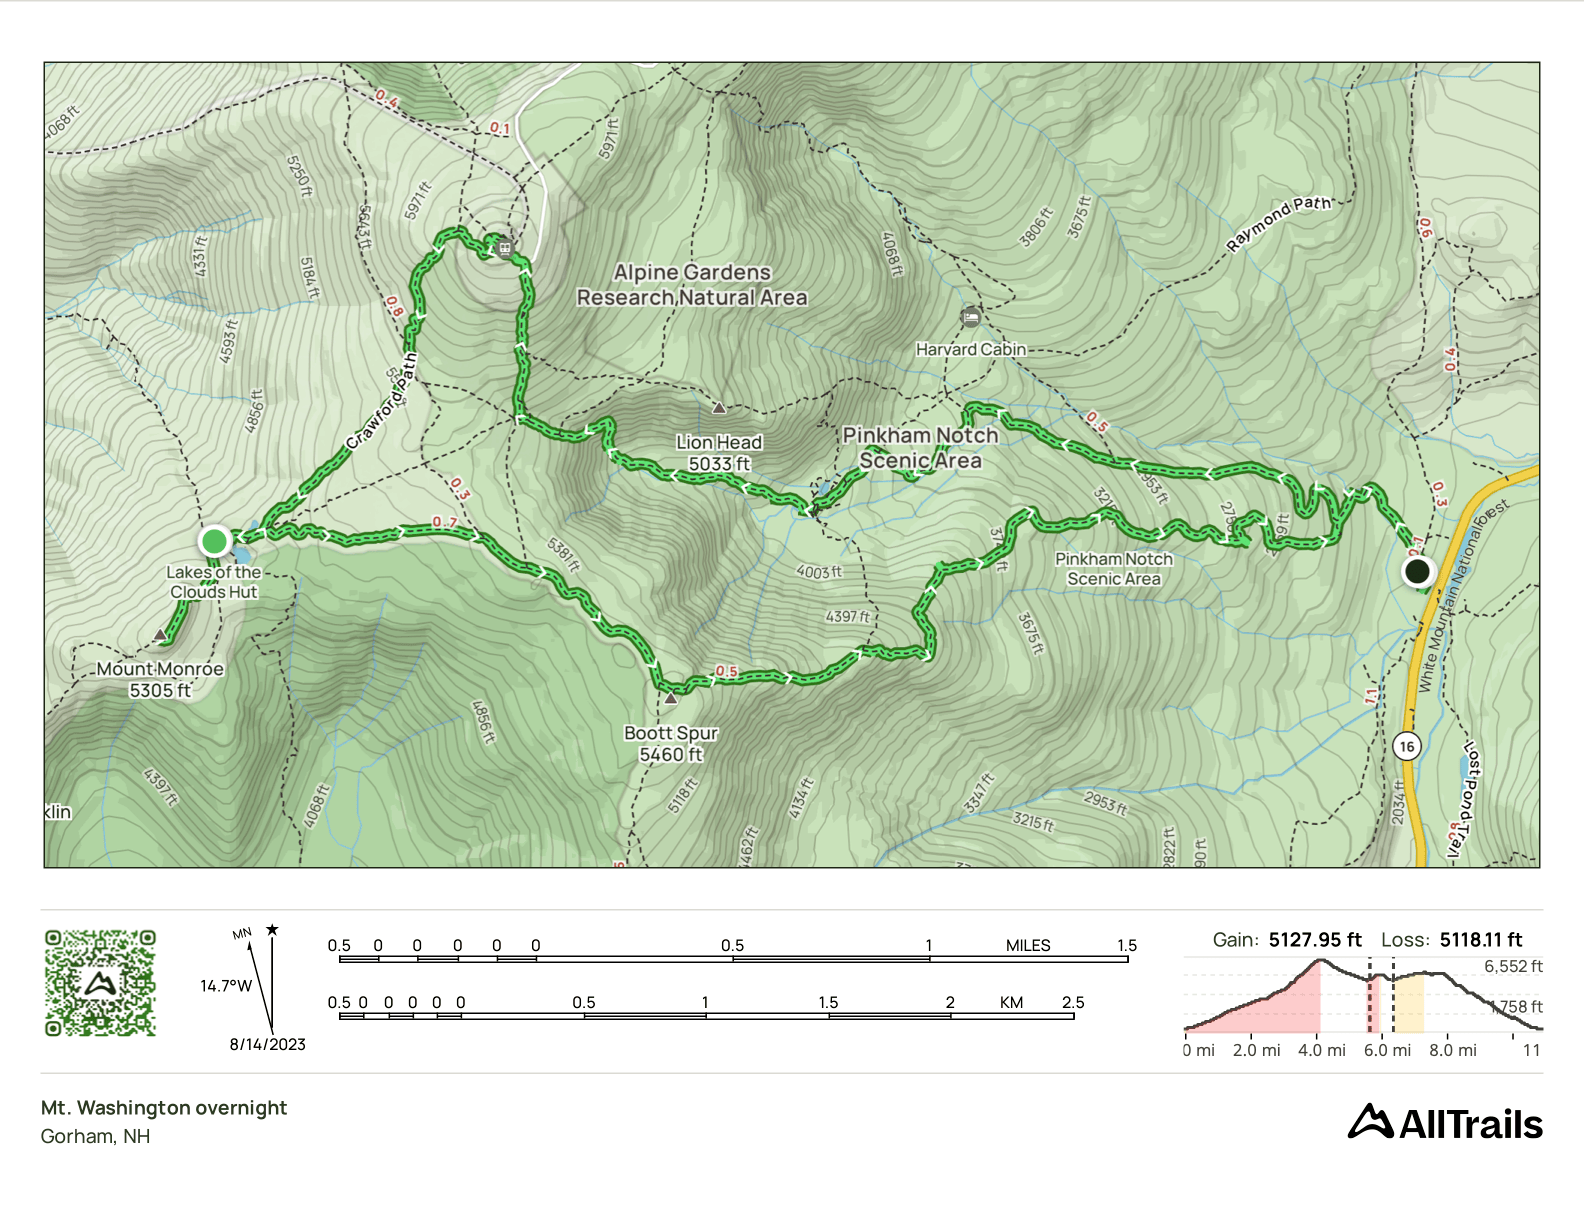 0.4
0.1
4068 ft
5971 ft
5250 ft
5971 ft
5643 ft
Raymond Path
3806 ft
3675 ft
0.6
4331 ft
5184 ft
4068 ft
Alpine Gardens
Research Natural Area
0.8
4593 ft
Harvard Cabin
0.4
Crawford Path
4856 ft
0.5
Lion Head
5033 ft
Pinkham Notch
Scenic Area
0.3
0.3
0.7
5381 ft
Lakes of the
Clouds Hut
4003 ft
Pinkham Notch
Scenic Area
White Mountain National Forest
4397 ft
3675 ft
Mount Monroe
5305 ft
0.5
1.1
4856 ft
Boott Spur
5460 ft
16
Lost Pond Trail
4397 ft
4068 ft
5118 ft
4134 ft
3347 ft
2953 ft
2034 ft
klin
3215 ft
4462 ft
2822 ft
90 ft
MN
14.7°W
8/14/2023
0.5 0 0 0 0 0 0.5 1 MILES 1.5
0.5 0 0 0 0 0 0.5 1 1.5 2 KM 2.5
Gain: 5127.95 ft Loss: 5118.11 ft
6,552 ft
1,758 ft
0 mi 2.0 mi 4.0 mi 6.0 mi 8.0 mi 11
Mt. Washington overnight
Gorham, NH
AllTrails